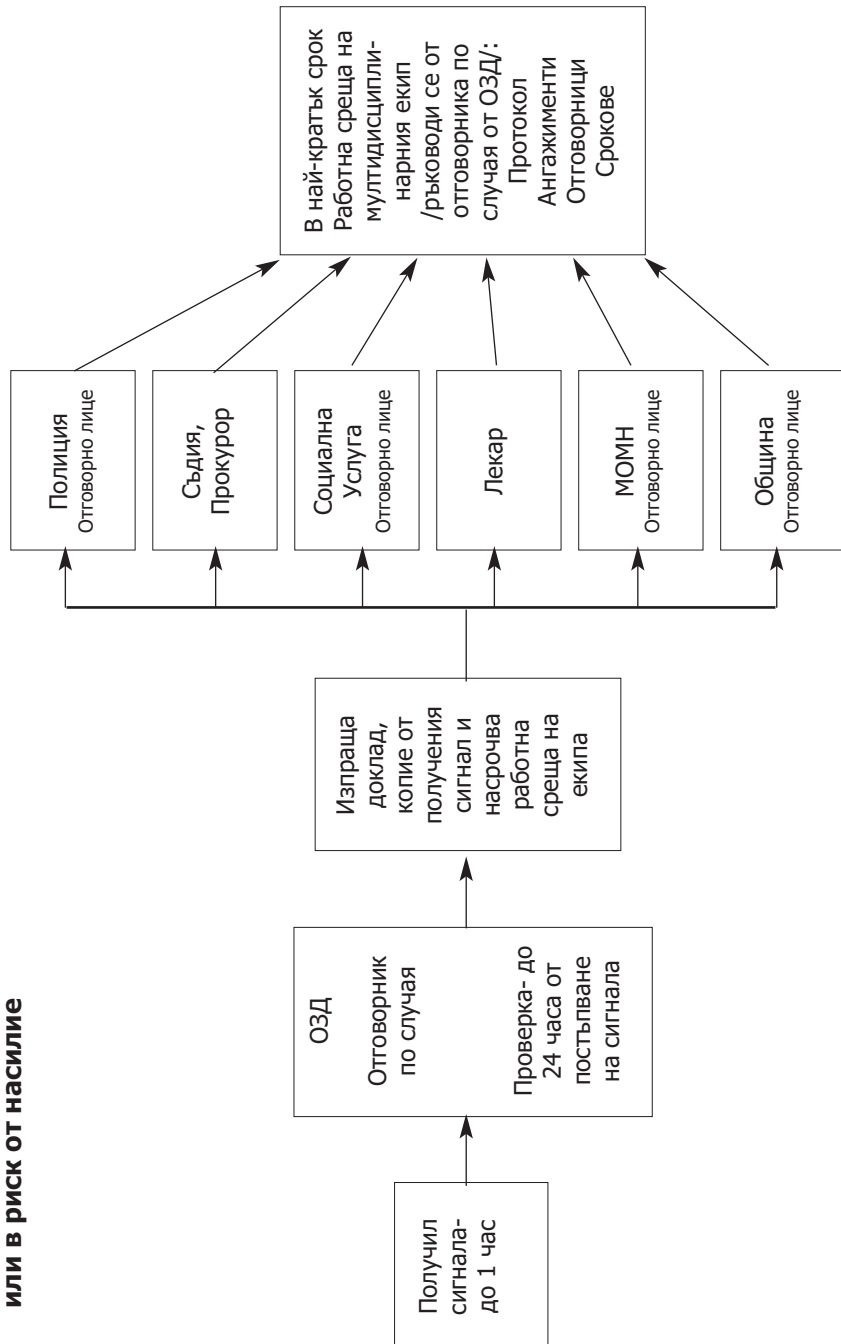 или в риск от насилие
Получил
сигнала-
до 1 час
ОЗД
Отговорник
по случая
Проверка- до
24 часа от
постъпване
на сигнала
Изпраща
доклад,
копие от
получения
сигнал и
насрочва
работна
среща на
екипа
Полиция
Отговорно лице
Съдия,
Прокурор
Социална
Услуга
Отговорно лице
Лекар
МОМН
Отговорно лице
Община
Отговорно лице
В най-кратък срок
Работна среща на
мултидисципли-
нарния екип
/ръководи се от
отговорника по
случая от ОЗД/:
Протокол
Ангажименти
Отговорници
Срокове